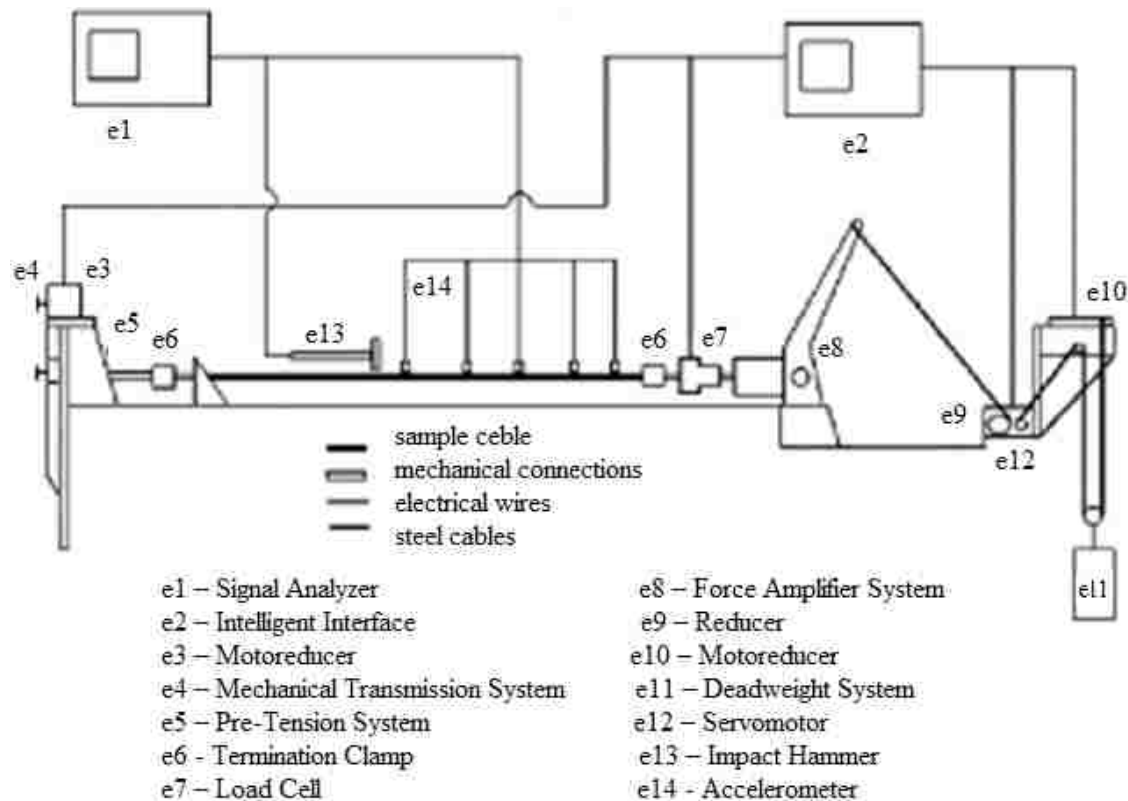 e1
e2
e4
e3
e5
e6
e13
e14
e6
e7
e8
e10
e9
e12
e11
sample ceble
mechanical connections
electrical wires
steel cables
e1 – Signal Analyzer
e2 – Intelligent Interface
e3 – Motoreducer
e4 – Mechanical Transmission System
e5 – Pre-Tension System
e6 - Termination Clamp
e7 – Load Cell
e8 – Force Amplifier System
e9 – Reducer
e10 – Motoreducer
e11 – Deadweight System
e12 – Servomotor
e13 – Impact Hammer
e14 - Accelerometer